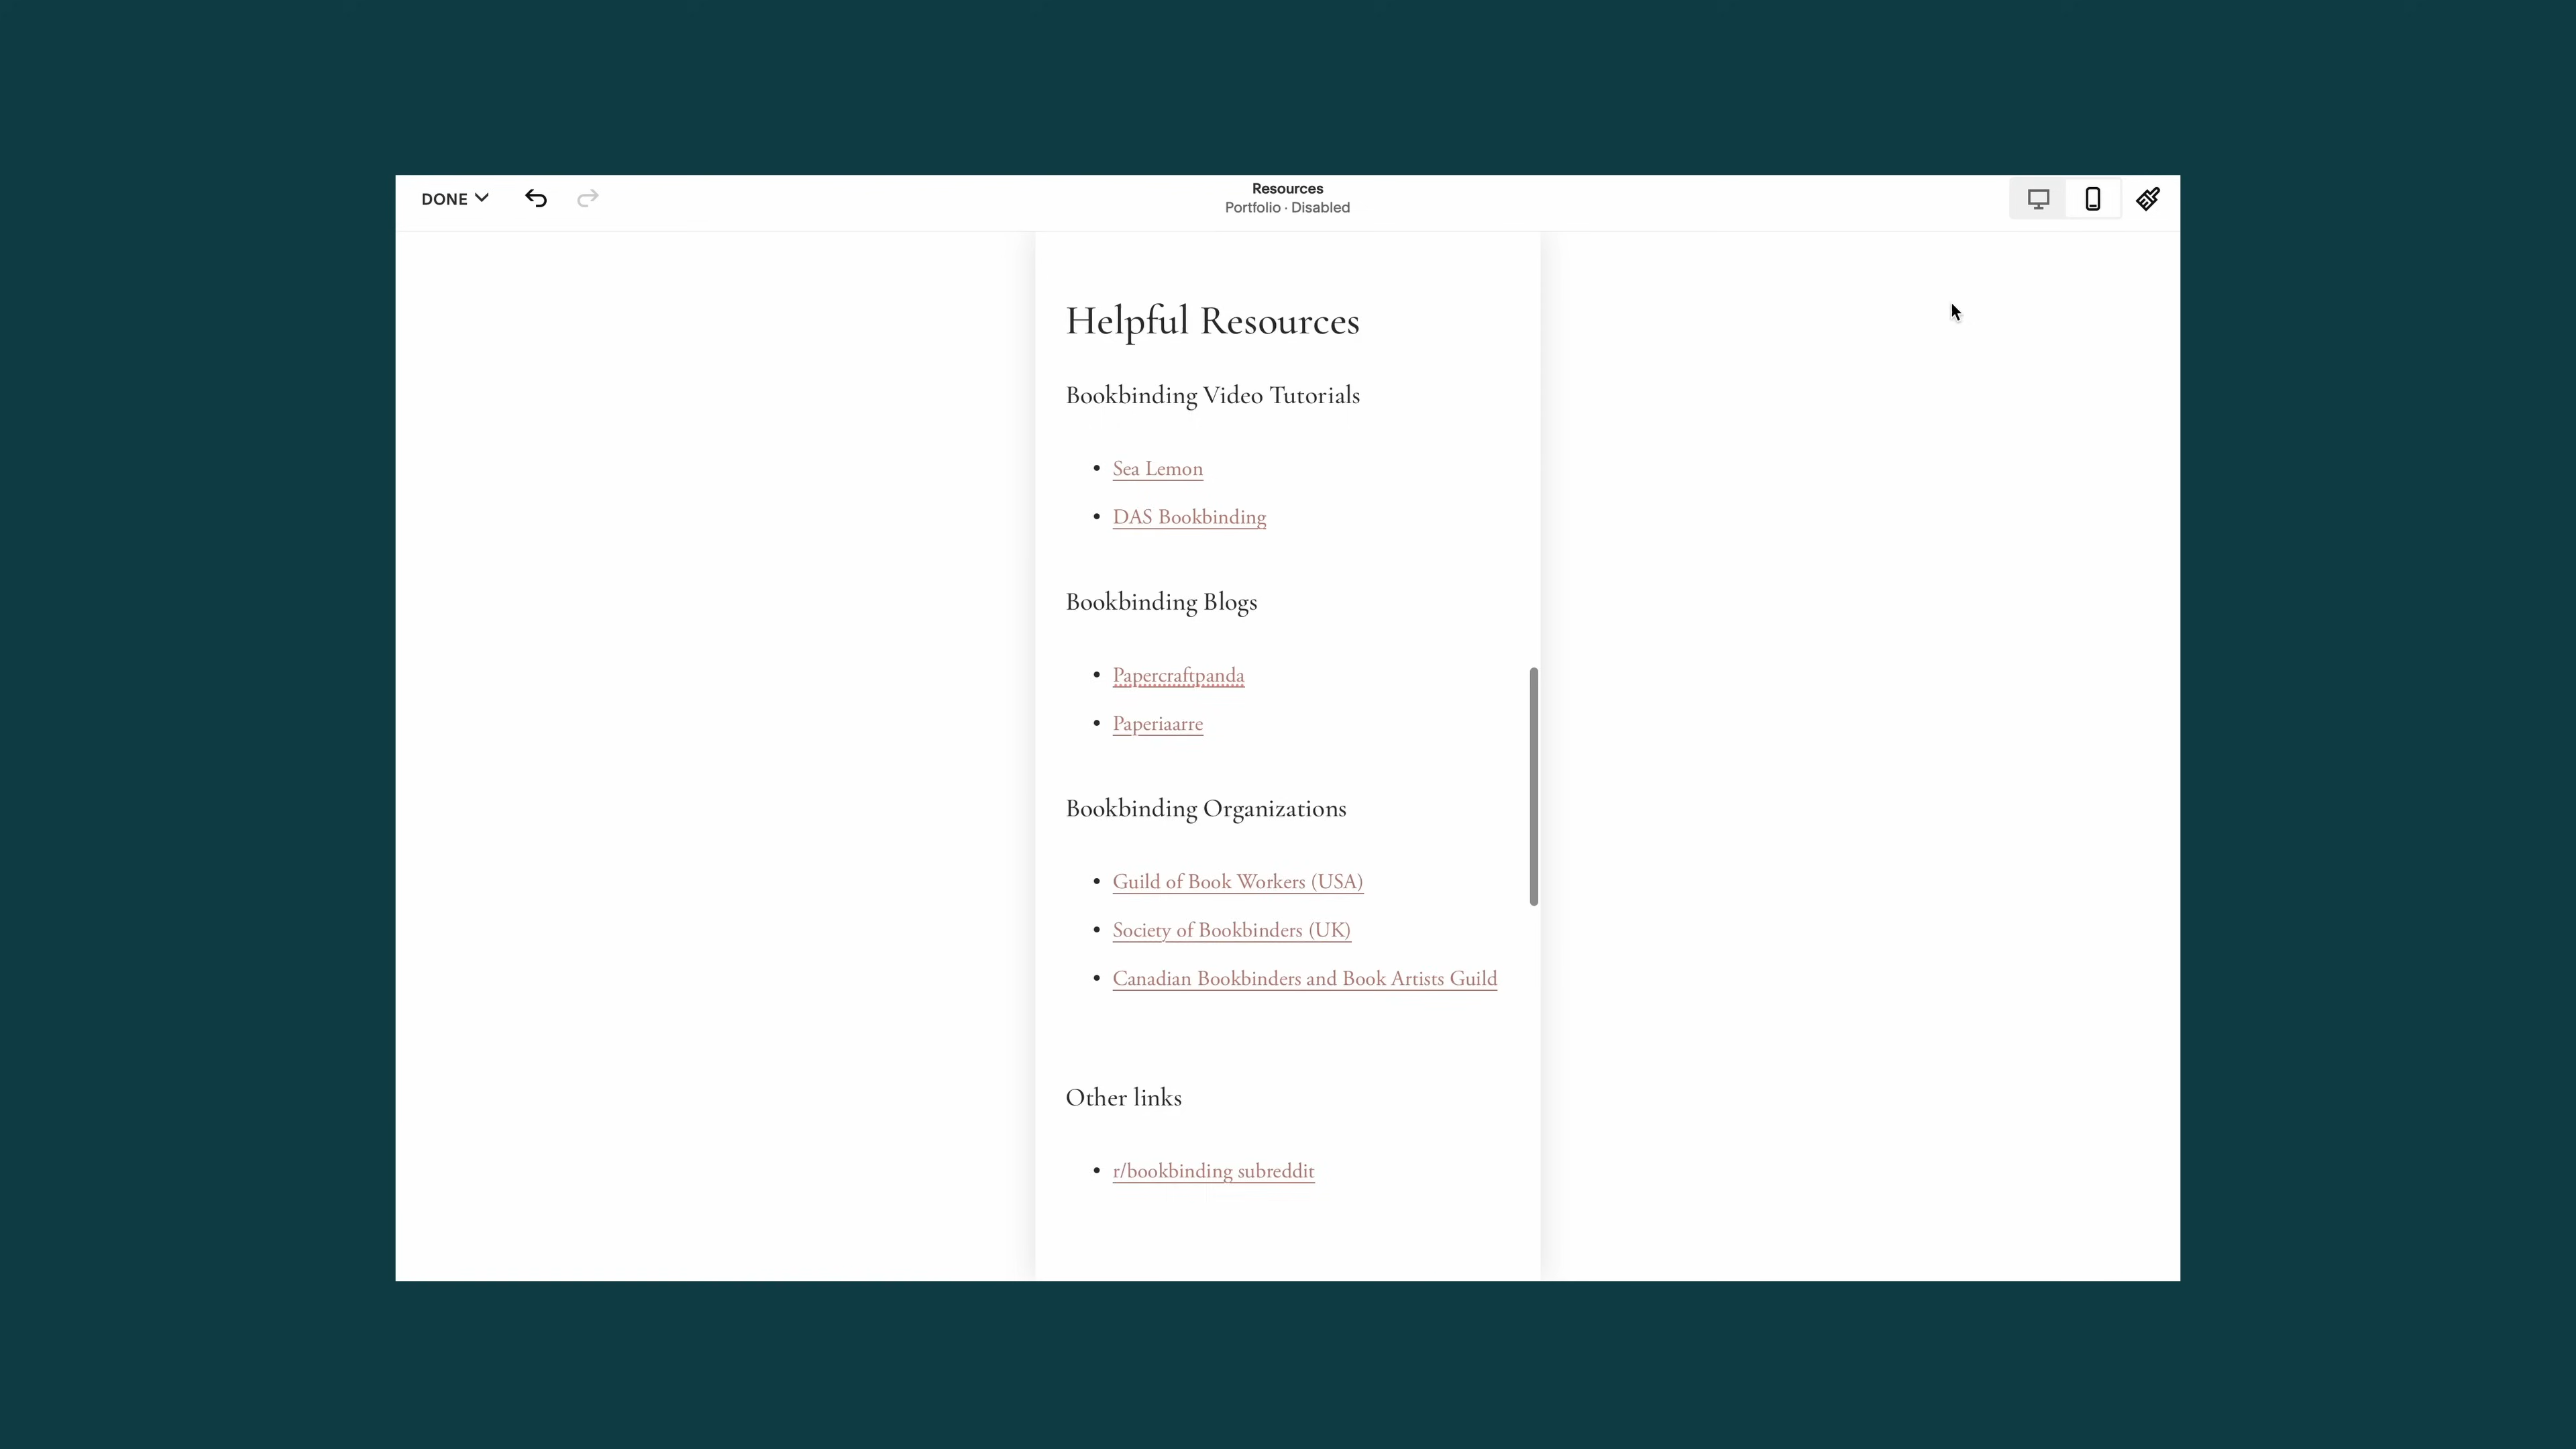 DONE
Resources
Portfolio · Disabled
Helpful Resources
Bookbinding Video Tutorials
• Sea Lemon
• DAS Bookbinding
Bookbinding Blogs
• Papercraftpanda
• Paperiaarre
Bookbinding Organizations
• Guild of Book Workers (USA)
• Society of Bookbinders (UK)
• Canadian Bookbinders and Book Artists Guild
Other links
• r/bookbinding subreddit